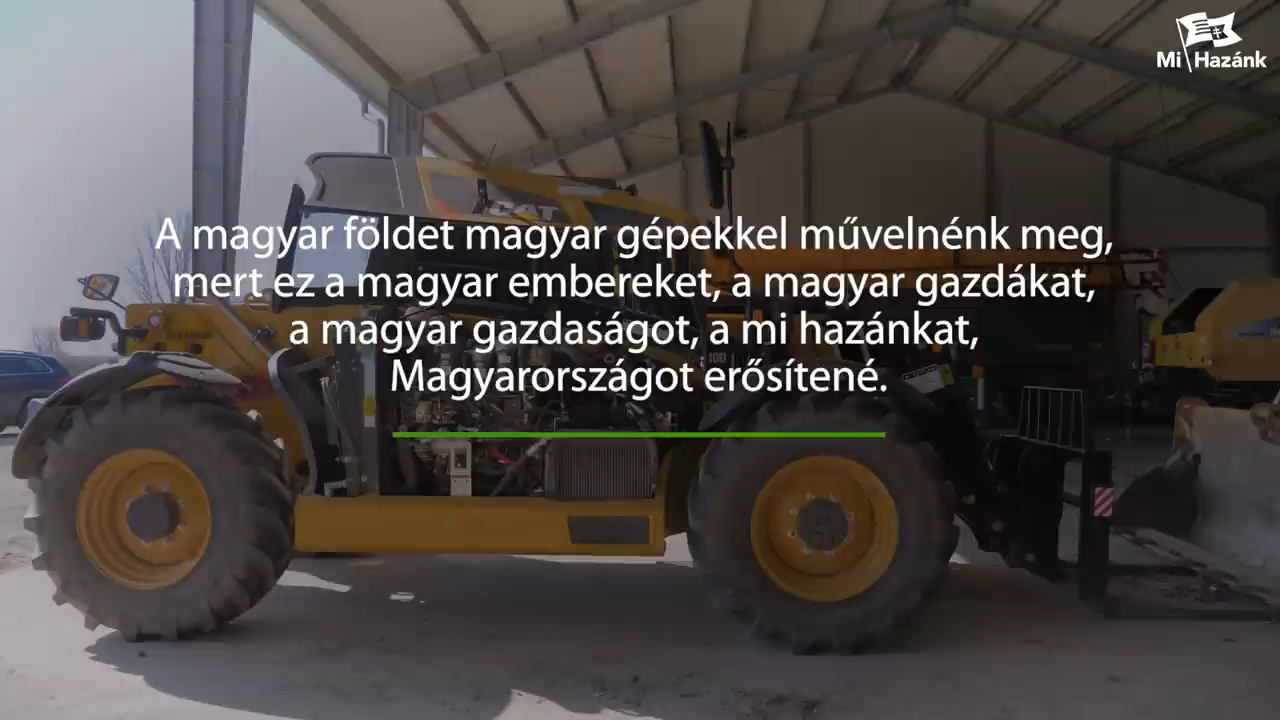 Mi Hazánk
CAT
A magyar földet magyar gépekkel művelnénk meg,
mert ez a magyar embereket, a magyar gazdákat,
a magyar gazdaságot, a mi hazánkat,
Magyarországot erősítené.